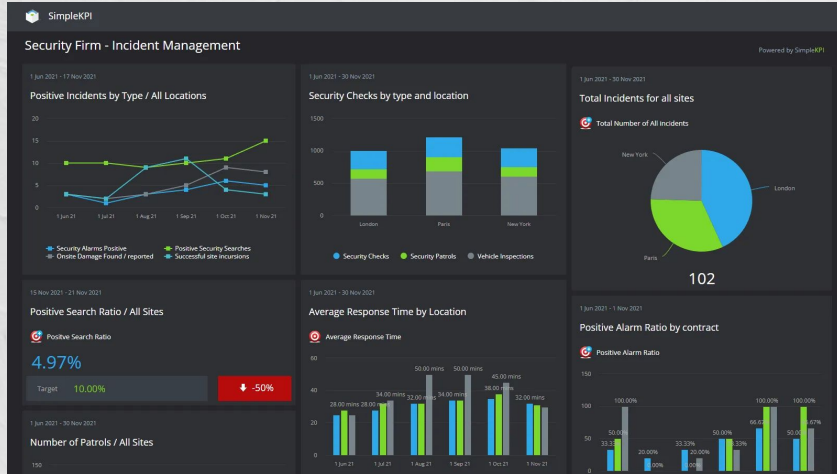 SimpleKPI
Security Firm - Incident Management
Powered by SimpleKPI
1 Jun 2021 - 17 Nov 2021
Positive Incidents by Type / All Locations
20
15
10
5
0
1 Jun 21 1 Jul 21 1 Aug 21 1 Sep 21 1 Oct 21 1 Nov 21
Security Alarms Positive Positive Security Searches
Onsite Damage Found / reported Successful site incursions
1 Jun 2021 - 30 Nov 2021
Security Checks by type and location
1500
1000
500
0
London Paris New York
Security Checks Security Patrols Vehicle Inspections
1 Jun 2021 - 30 Nov 2021
Total Incidents for all sites
Total Number of All incidents
New York
London
Paris
102
15 Nov 2021 - 21 Nov 2021
Positive Search Ratio / All Sites
Positve Search Ratio
4.97%
Target 10.00%
-50%
1 Jun 2021 - 30 Nov 2021
Number of Patrols / All Sites
150
1 Jun 2021 - 30 Nov 2021
Average Response Time by Location
Average Response Time
60
40
20
0
50.00 mins 50.00 mins
45.00 mins
38.00
34.00 mins 34.00 mins
28.00 mins 28.00 32.00 32.00 mins
1 Jun 21 1 Jul 21 1 Aug 21 1 Sep 21 1 Oct 21 1 Nov 21
1 Jun 2021 - 1 Nov 2021
Positive Alarm Ratio by contract
Positive Alarm Ratio
150
100
50
0
100.00% 100.00% 100.00%
50.00% 50.00% 50.00
33.33% 20.00% 20.00%